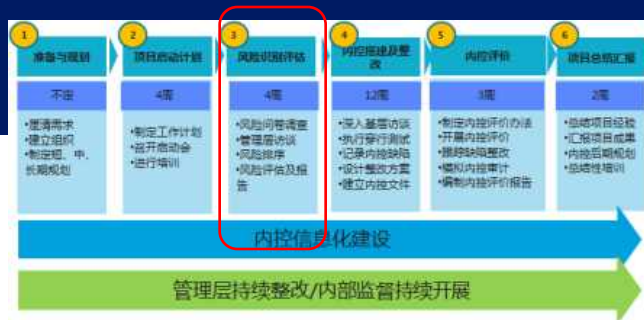 1
准备与规划
不定
•厘清需求
•建立组织
•制定短、中、
长期规划
2
项目启动计划
4周
•制定工作计划
•召开启动会
•进行培训
3
风险识别评估
4周
•风险问卷调查
•管理层访谈
•风险排序
•风险评估及报
告
4
内控搭建及整
改
12周
•深入基层访谈
•执行穿行测试
•记录内控缺陷
•设计整改方案
•建立内控文件
5
内控评价
3周
•制定内控评价办法
•开展内控评价
•跟踪缺陷整改
•模拟内控审计
•编制内控评价报告
6
项目总结汇报
2周
•总结项目经验
•汇报项目成果
•内控后期规划
•总结性培训
内控信息化建设
管理层持续整改/内部监督持续开展